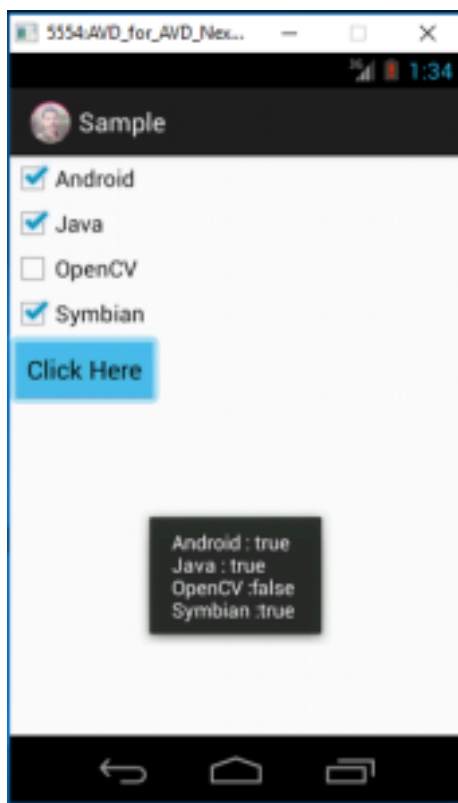 5554:AVD_for_AVD_Nex...
3G 1:34
Sample
Android
Java
OpenCV
Symbian
Click Here
Android : true
Java : true
OpenCV :false
Symbian :true